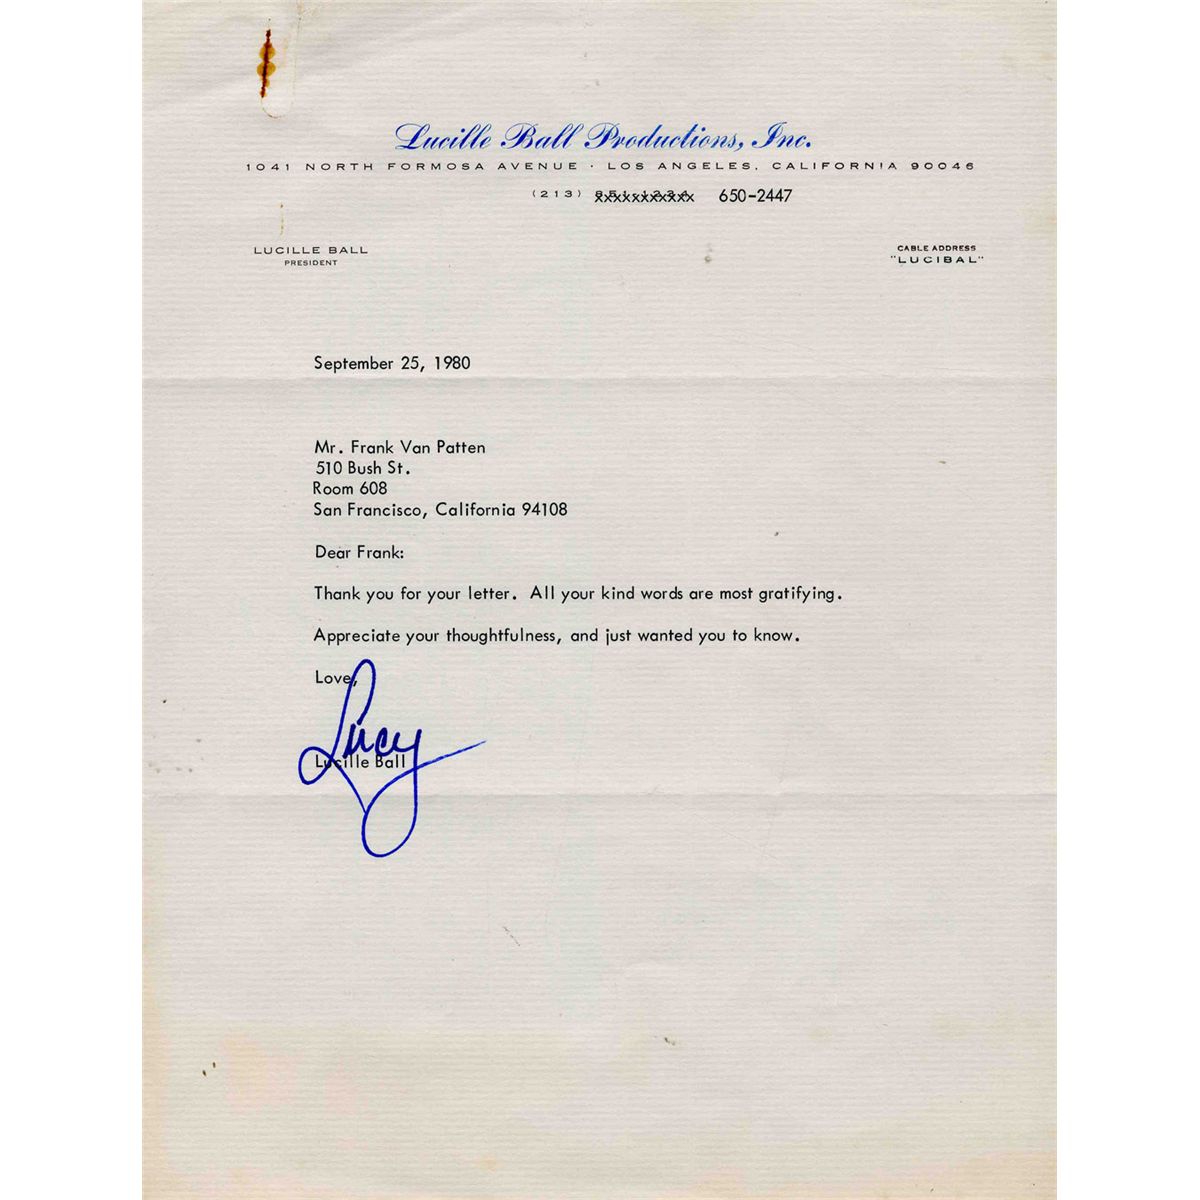 Lucille Ball Productions, Inc.
1041 NORTH FORMOSA AVENUE · LOS ANGELES, CALIFORNIA 90046
(213) 851-1234 650-2447
LUCILLE BALL
PRESIDENT
CABLE ADDRESS
"LUCIBAL"
September 25, 1980
Mr. Frank Van Patten
510 Bush St.
Room 608
San Francisco, California 94108
Dear Frank:
Thank you for your letter. All your kind words are most gratifying.
Appreciate your thoughtfulness, and just wanted you to know.
Love,
Lucy
Lucille Ball